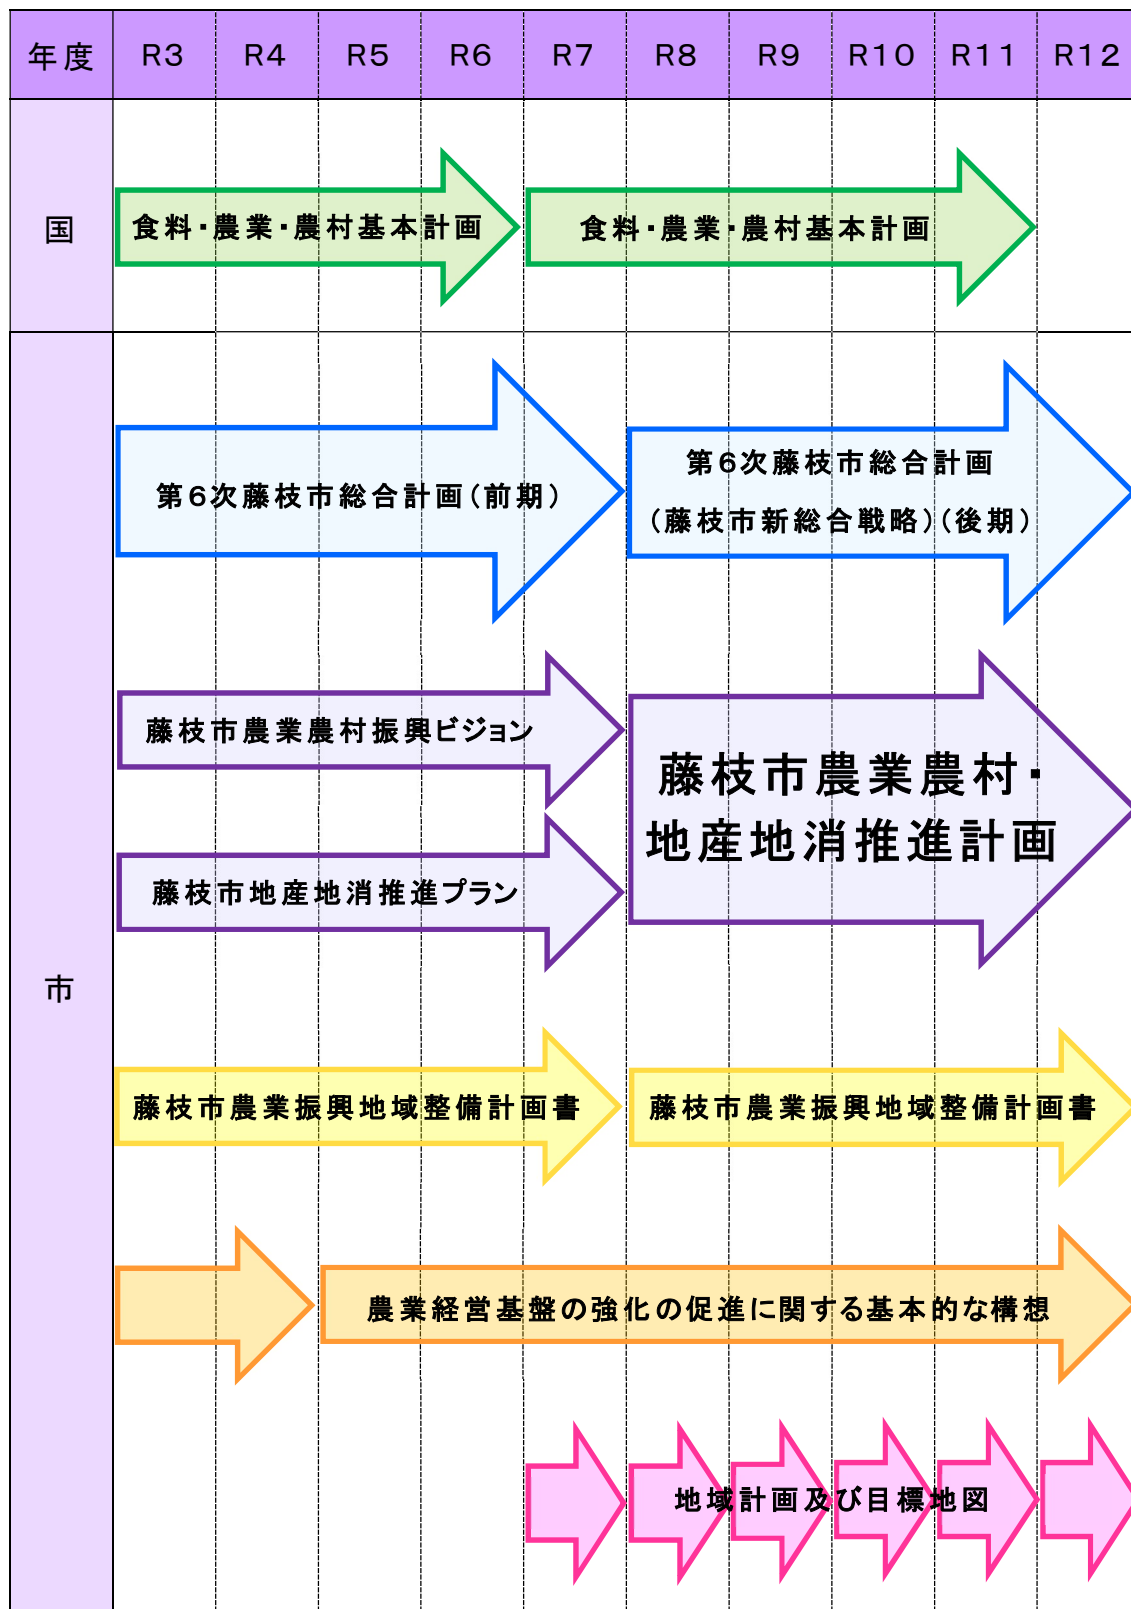 年度 R3 R4 R5 R6 R7 R8 R9 R10 R11 R12
国
食料・農業・農村基本計画
食料・農業・農村基本計画
市
第6次藤枝市総合計画（前期）
第6次藤枝市総合計画
（藤枝市新総合戦略）（後期）
藤枝市農業農村振興ビジョン
藤枝市地産地消推進プラン
藤枝市農業農村・
地産地消推進計画
藤枝市農業振興地域整備計画書
藤枝市農業振興地域整備計画書
農業経営基盤の強化の促進に関する基本的な構想
地域計画及び目標地図